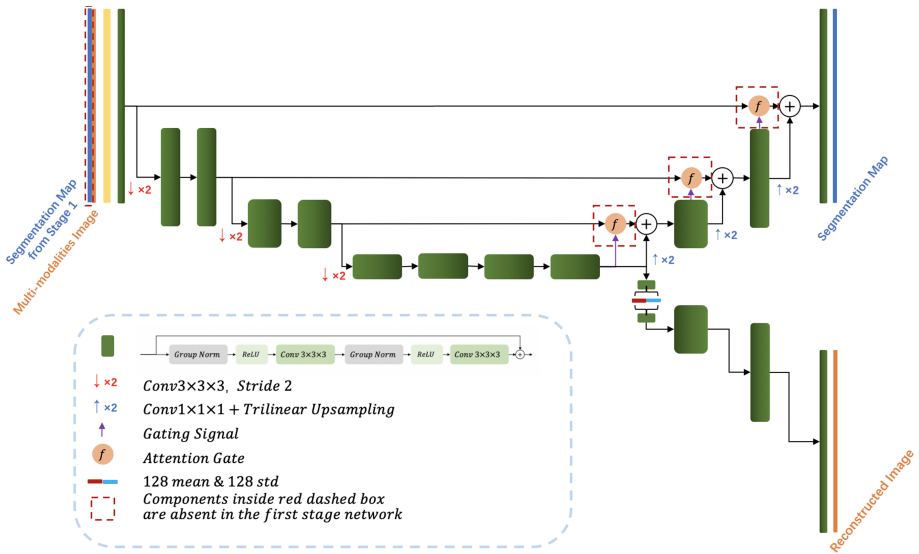 Segmentation Map
from Stage 1
Multi-modalities Image
↓ ×2
↓ ×2
↓ ×2
f
f
f
+
+
+
↑ ×2
↑ ×2
↑ ×2
Segmentation Map
Reconstructed Image
Group Norm ReLU Conv 3×3×3 Group Norm ReLU Conv 3×3×3 +
↓ ×2 Conv3×3×3, Stride 2
↑ ×2 Conv1×1×1 + Trilinear Upsampling
Gating Signal
f Attention Gate
128 mean & 128 std
Components inside red dashed box
are absent in the first stage network